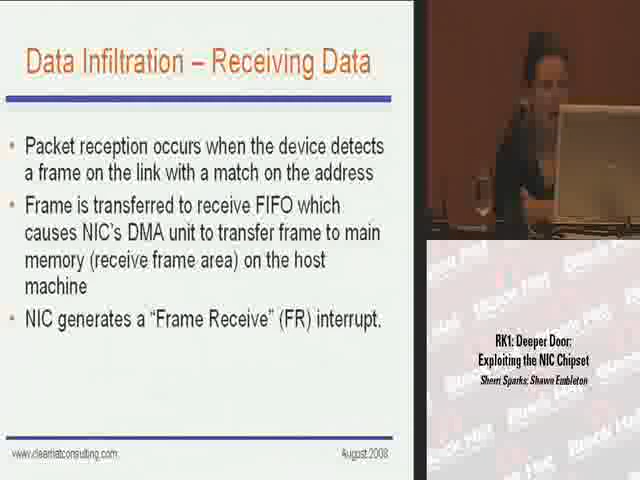 Data Infiltration – Receiving Data
• Packet reception occurs when the device detects
a frame on the link with a match on the address
• Frame is transferred to receive FIFO which
causes NIC's DMA unit to transfer frame to main
memory (receive frame area) on the host
machine
• NIC generates a “Frame Receive” (FR) interrupt.
www.clearhatconsulting.com
August 2008
RK1: Deeper Door:
Exploiting the NIC Chipset
Sherri Sparks; Shawn Embleton